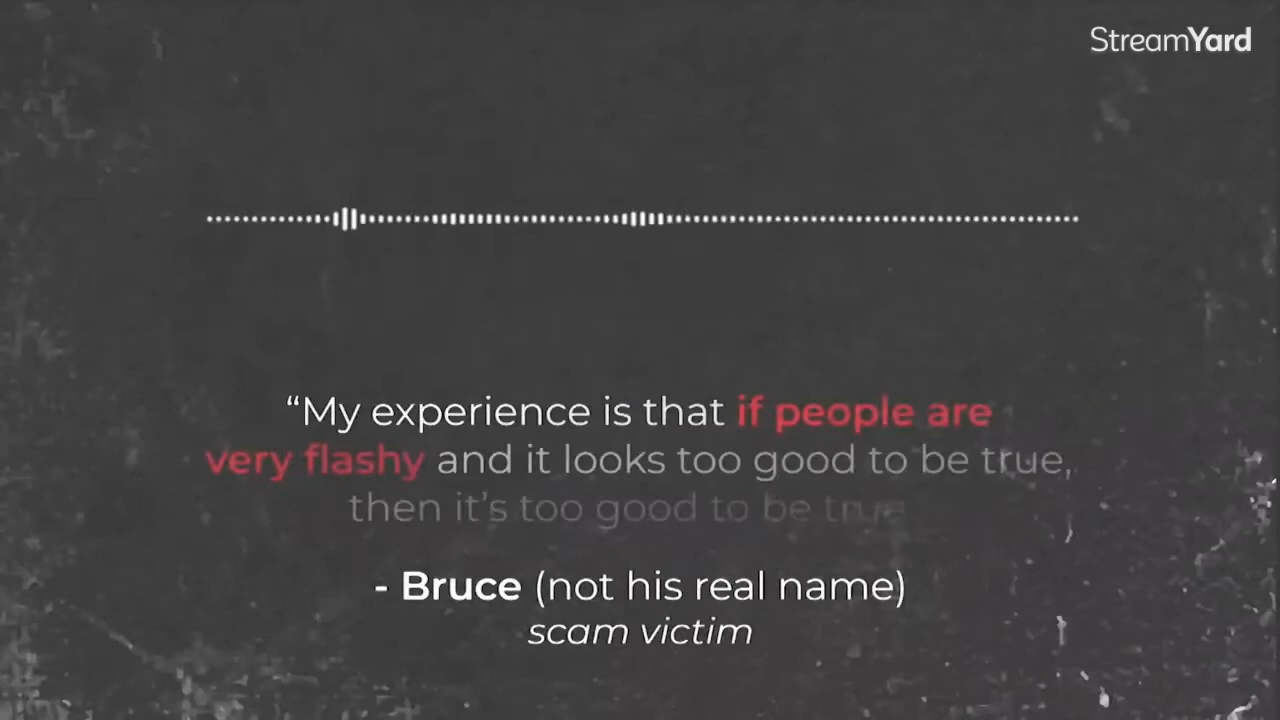 StreamYard
“My experience is that if people are
very flashy and it looks too good to be true,
then it’s too good to be true
- Bruce (not his real name)
scam victim